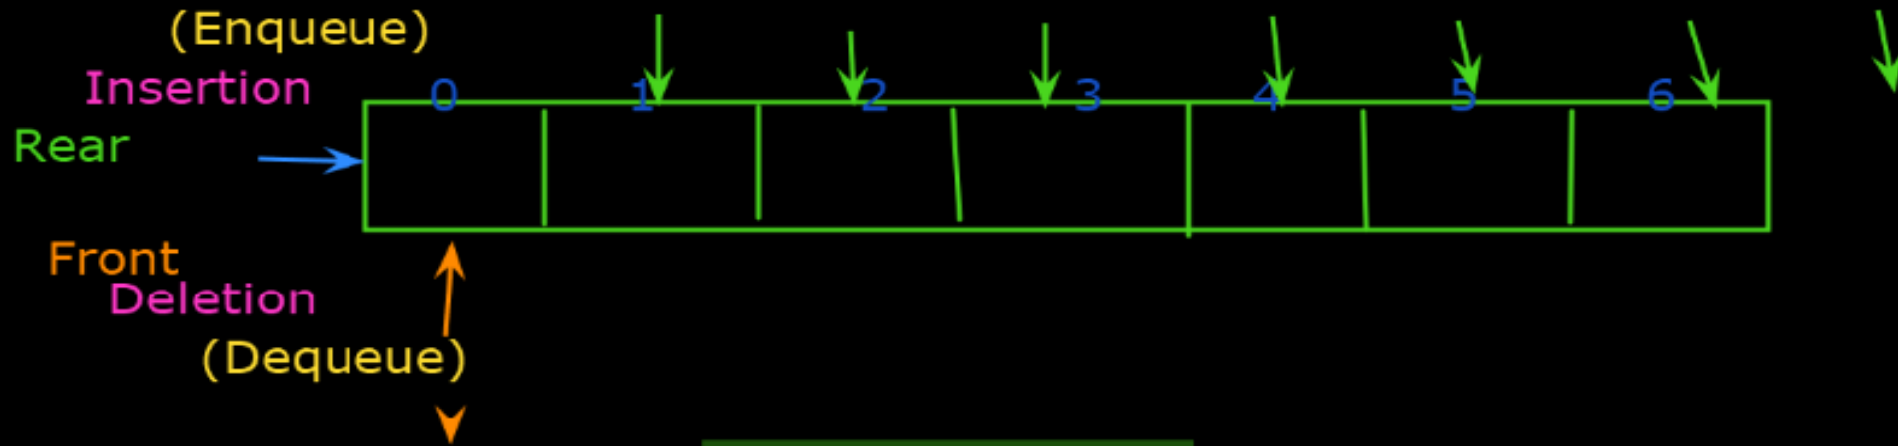 (Enqueue)
Insertion
0 1 2 3 4 5 6
Rear
Front
Deletion
(Dequeue)